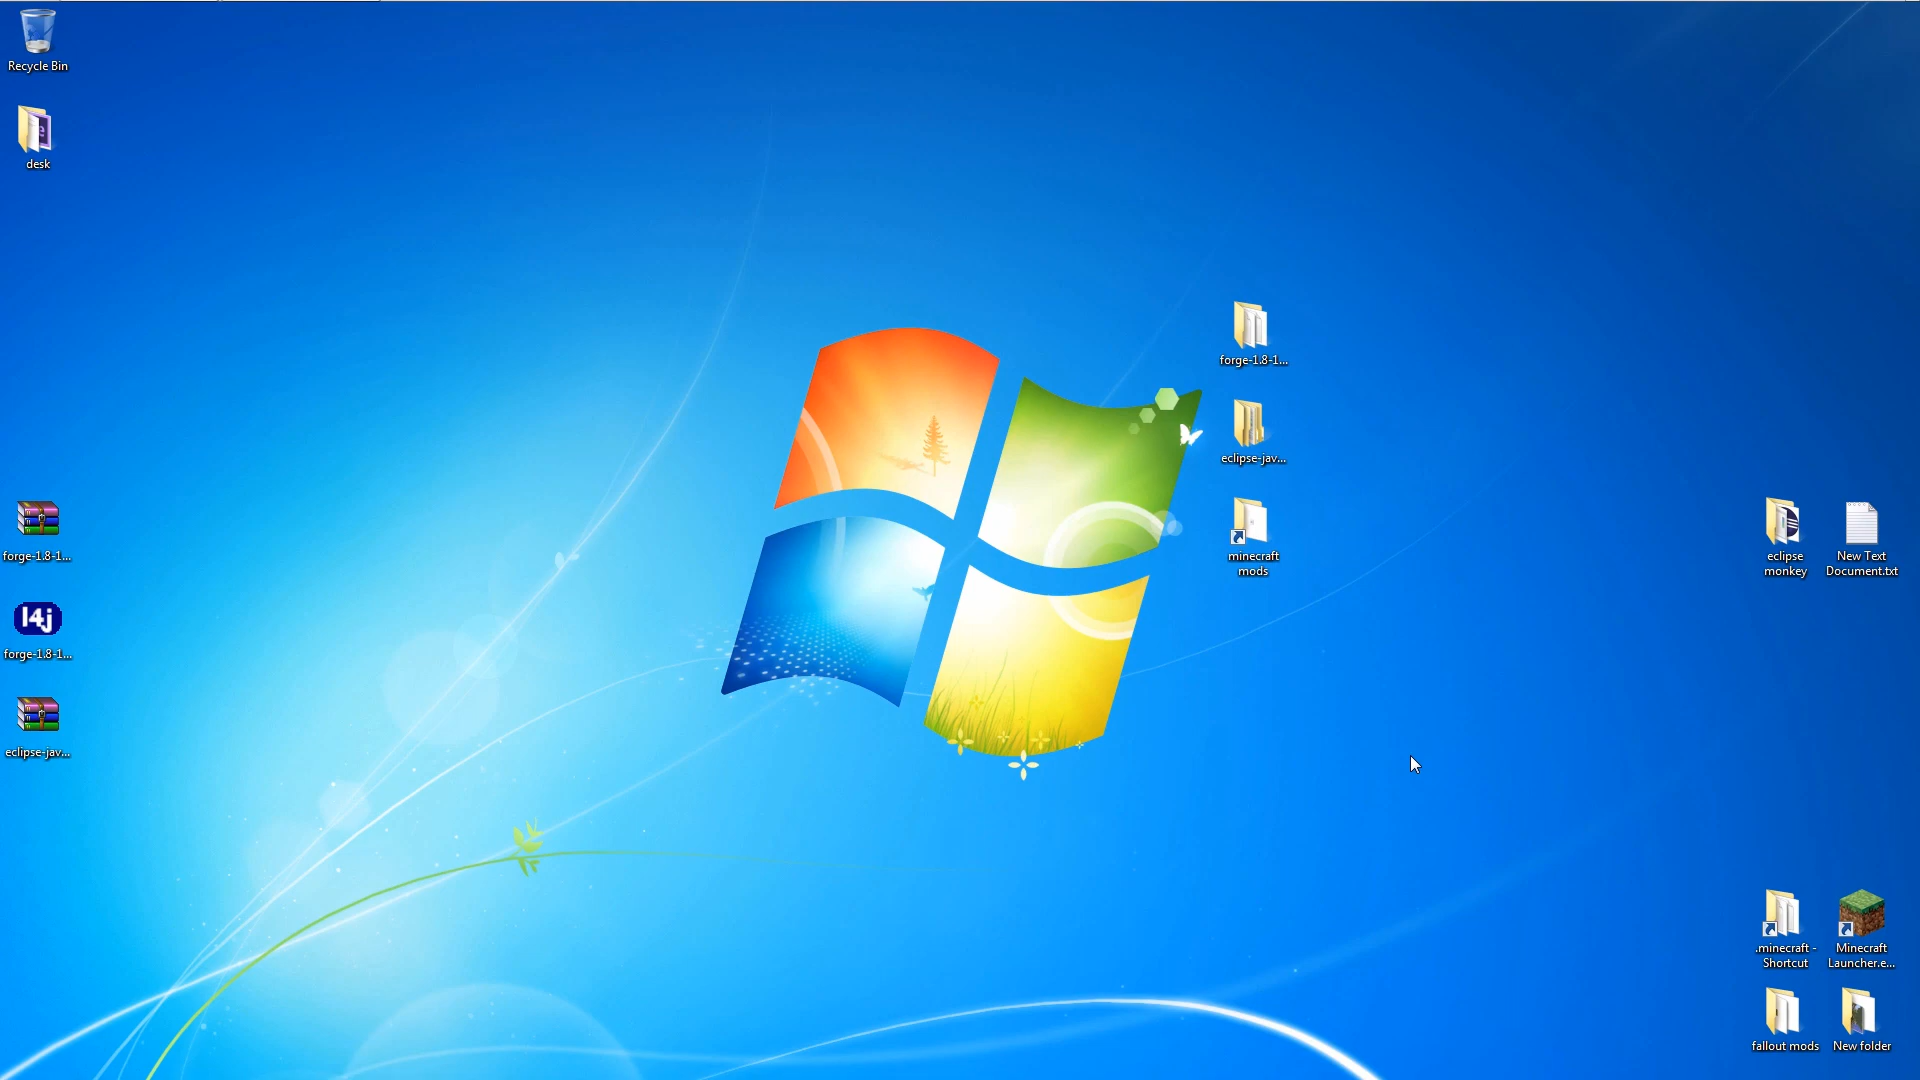 Recycle Bin
desk
forge-1.8-1...
l4j
forge-1.8-1...
eclipse-jav...
forge-1.8-1...
eclipse-jav...
minecraft
mods
eclipse
monkey
New Text
Document.txt
.minecraft -
Shortcut
Minecraft
Launcher.e...
fallout mods
New folder